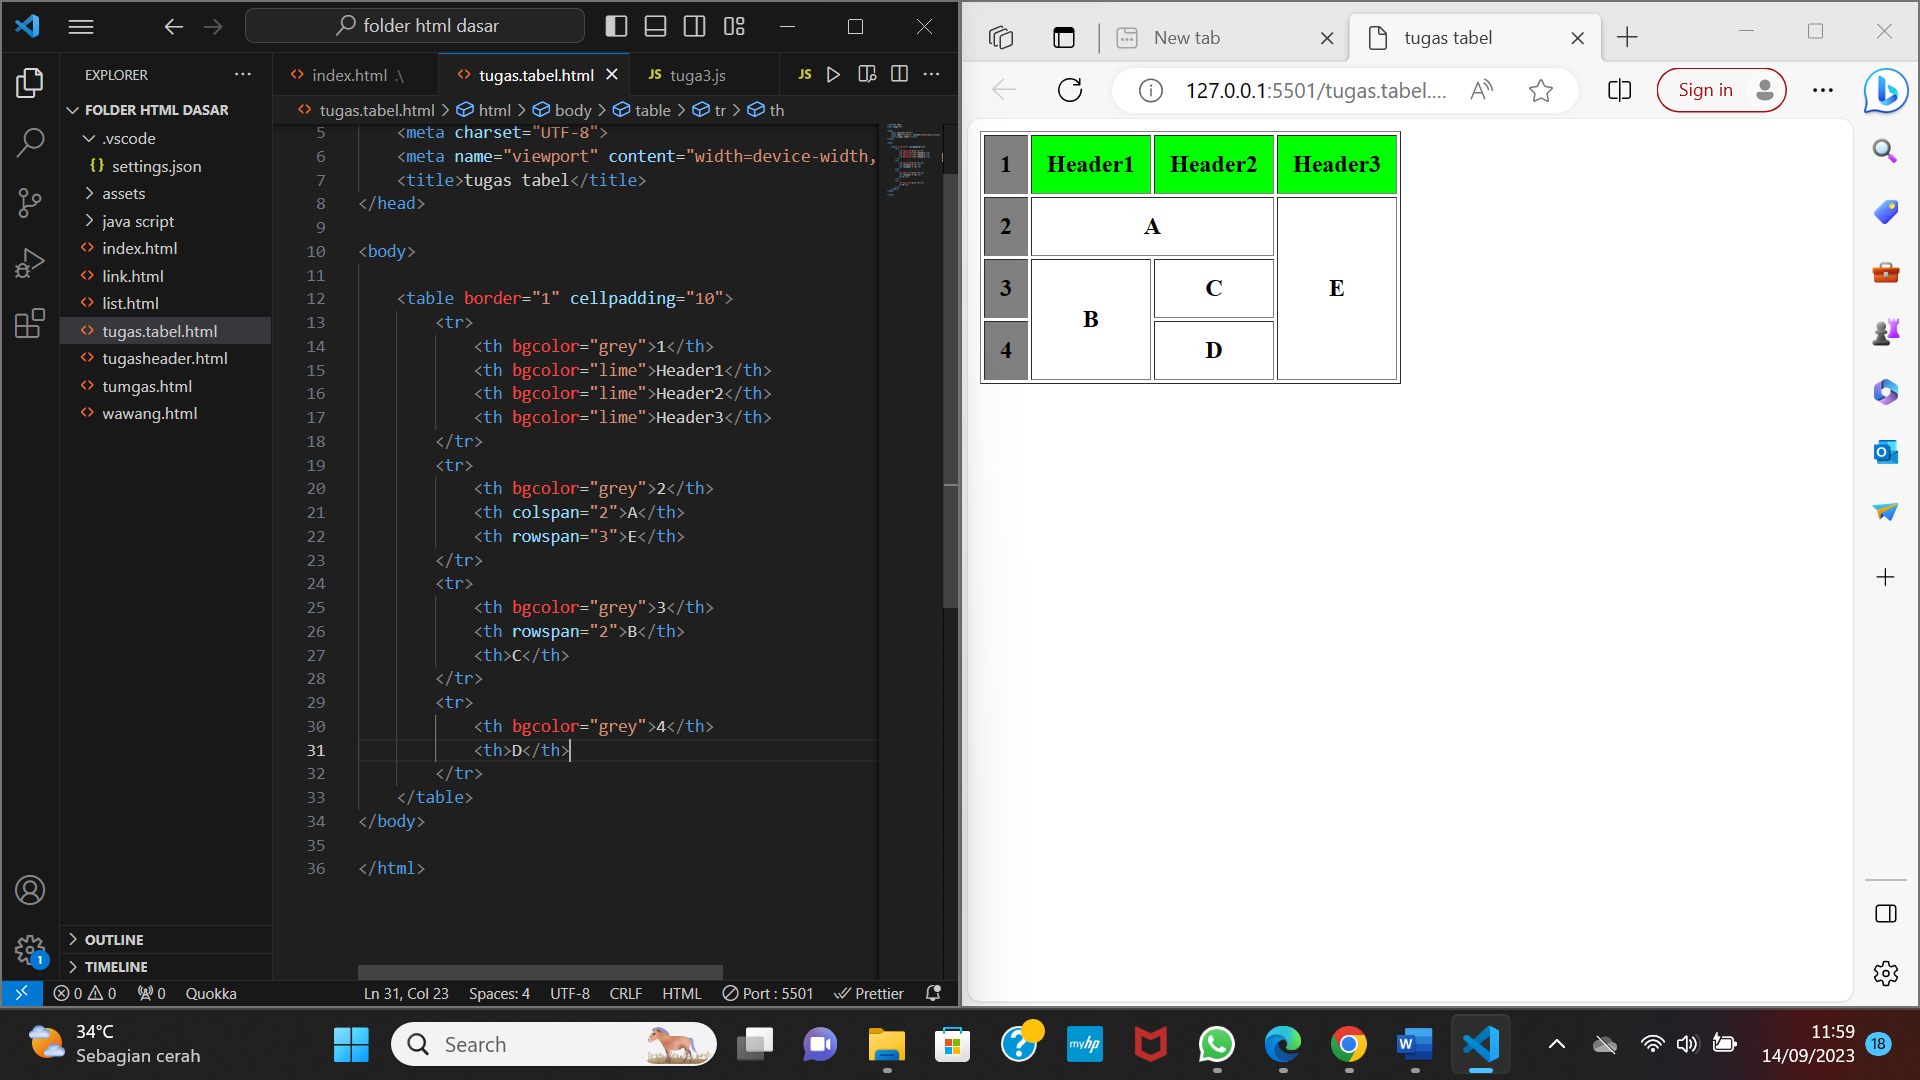 folder html dasar
EXPLORER
FOLDER HTML DASAR
.vscode
{} settings.json
assets
java script
index.html
link.html
list.html
tugas.tabel.html
tugasheader.html
tumgas.html
wawang.html
OUTLINE
TIMELINE
index.html .\
tugas.tabel.html
JS tuga3.js
JS
tugas.tabel.html > html > body > table > tr > th
5 <meta charset="UTF-8">
6 <meta name="viewport" content="width=device-width,
7 <title>tugas tabel</title>
8 </head>
9
10 <body>
11
12 <table border="1" cellpadding="10">
13 <tr>
14 <th bgcolor="grey">1</th>
15 <th bgcolor="lime">Header1</th>
16 <th bgcolor="lime">Header2</th>
17 <th bgcolor="lime">Header3</th>
18 </tr>
19 <tr>
20 <th bgcolor="grey">2</th>
21 <th colspan="2">A</th>
22 <th rowspan="3">E</th>
23 </tr>
24 <tr>
25 <th bgcolor="grey">3</th>
26 <th rowspan="2">B</th>
27 <th>C</th>
28 </tr>
29 <tr>
30 <th bgcolor="grey">4</th>
31 <th>D</th>
32 </tr>
33 </table>
34 </body>
35
36 </html>
1
0 0 0 Quokka Ln 31, Col 23 Spaces: 4 UTF-8 CRLF HTML Port : 5501 Prettier
New tab
tugas tabel
127.0.0.1:5501/tugas.tabel....
Sign in
1 Header1 Header2 Header3
2 A E
3 B C
4 D
34°C
Sebagian cerah
Search
myhp
11:59
14/09/2023
18